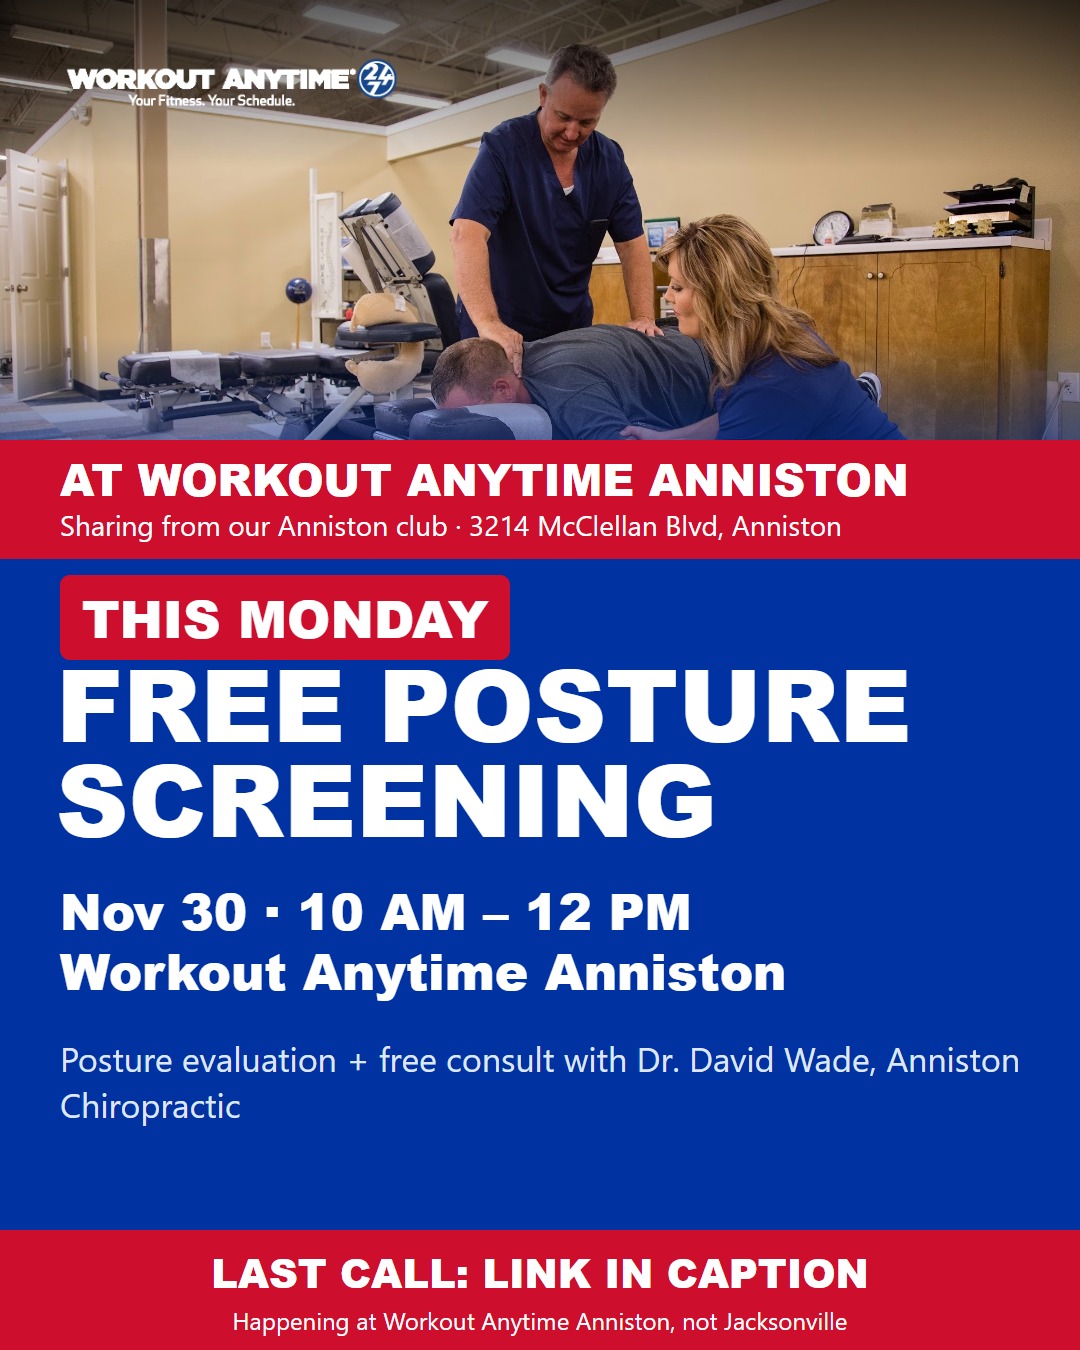 WORKOUT ANYTIME® 24/7
Your Fitness. Your Schedule.
AT WORKOUT ANYTIME ANNISTON
Sharing from our Anniston club · 3214 McClellan Blvd, Anniston
THIS MONDAY
FREE POSTURE
SCREENING
Nov 30 · 10 AM – 12 PM
Workout Anytime Anniston
Posture evaluation + free consult with Dr. David Wade, Anniston
Chiropractic
LAST CALL: LINK IN CAPTION
Happening at Workout Anytime Anniston, not Jacksonville